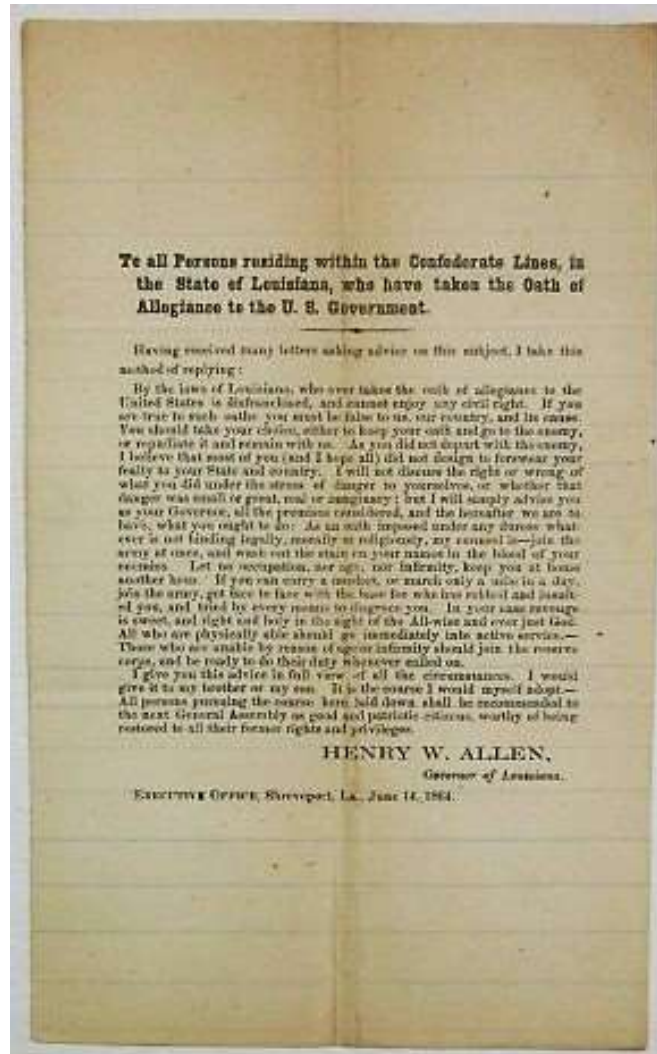 To all Persons residing within the Confederate Lines, in
the State of Louisiana, who have taken the Oath of
Allegiance to the U. S. Government.
Having received many letters asking advice on this subject, I take this
method of replying:
By the laws of Louisiana, who ever takes the oath of allegiance to the
United States is disfranchised, and cannot enjoy any civil right. If you
are true to such oaths you must be false to us, our country, and its cause.
You should take your choice, either to keep your oath and go to the enemy,
or repudiate it and remain with us. As you did not depart with the enemy,
I believe that most of you (and I hope all) did not design to forswear your
fealty to your State and country. I will not discuss the right or wrong of
what you did under the stress of danger to yourselves, or whether that
danger was small or great, real or imaginary; but I will simply advise you
as your Governor, all the premises considered, and the hereafter we are to
have, what you ought to do: As an oath imposed under any duress what-
ever is not binding legally, morally or religiously, my counsel is—join the
army at once, and wash out the stain on your names in the blood of your
enemies. Let no occupation, nor age, nor infirmity, keep you at home
another hour. If you can carry a musket, or march only a mile in a day,
join the army, get face to face with the base foe who has robbed and insult-
ed you, and tried by every means to disgrace you. In your case revenge
is sweet, and right and holy in the sight of the All-wise and ever just God.
All who are physically able should go immediately into active service.—
Those who are unable by reason of age or infirmity should join the reserve
corps, and be ready to do their duty whenever called on.
I give you this advice in full view of all the circumstances. I would
give it to my brother or my son. It is the course I would myself adopt.—
All persons pursuing the course here laid down shall be recommended to
the next General Assembly as good and patriotic citizens, worthy of being
restored to all their former rights and privileges.
HENRY W. ALLEN,
Governor of Louisiana.
EXECUTIVE OFFICE, Shreveport, La., June 14, 1864.